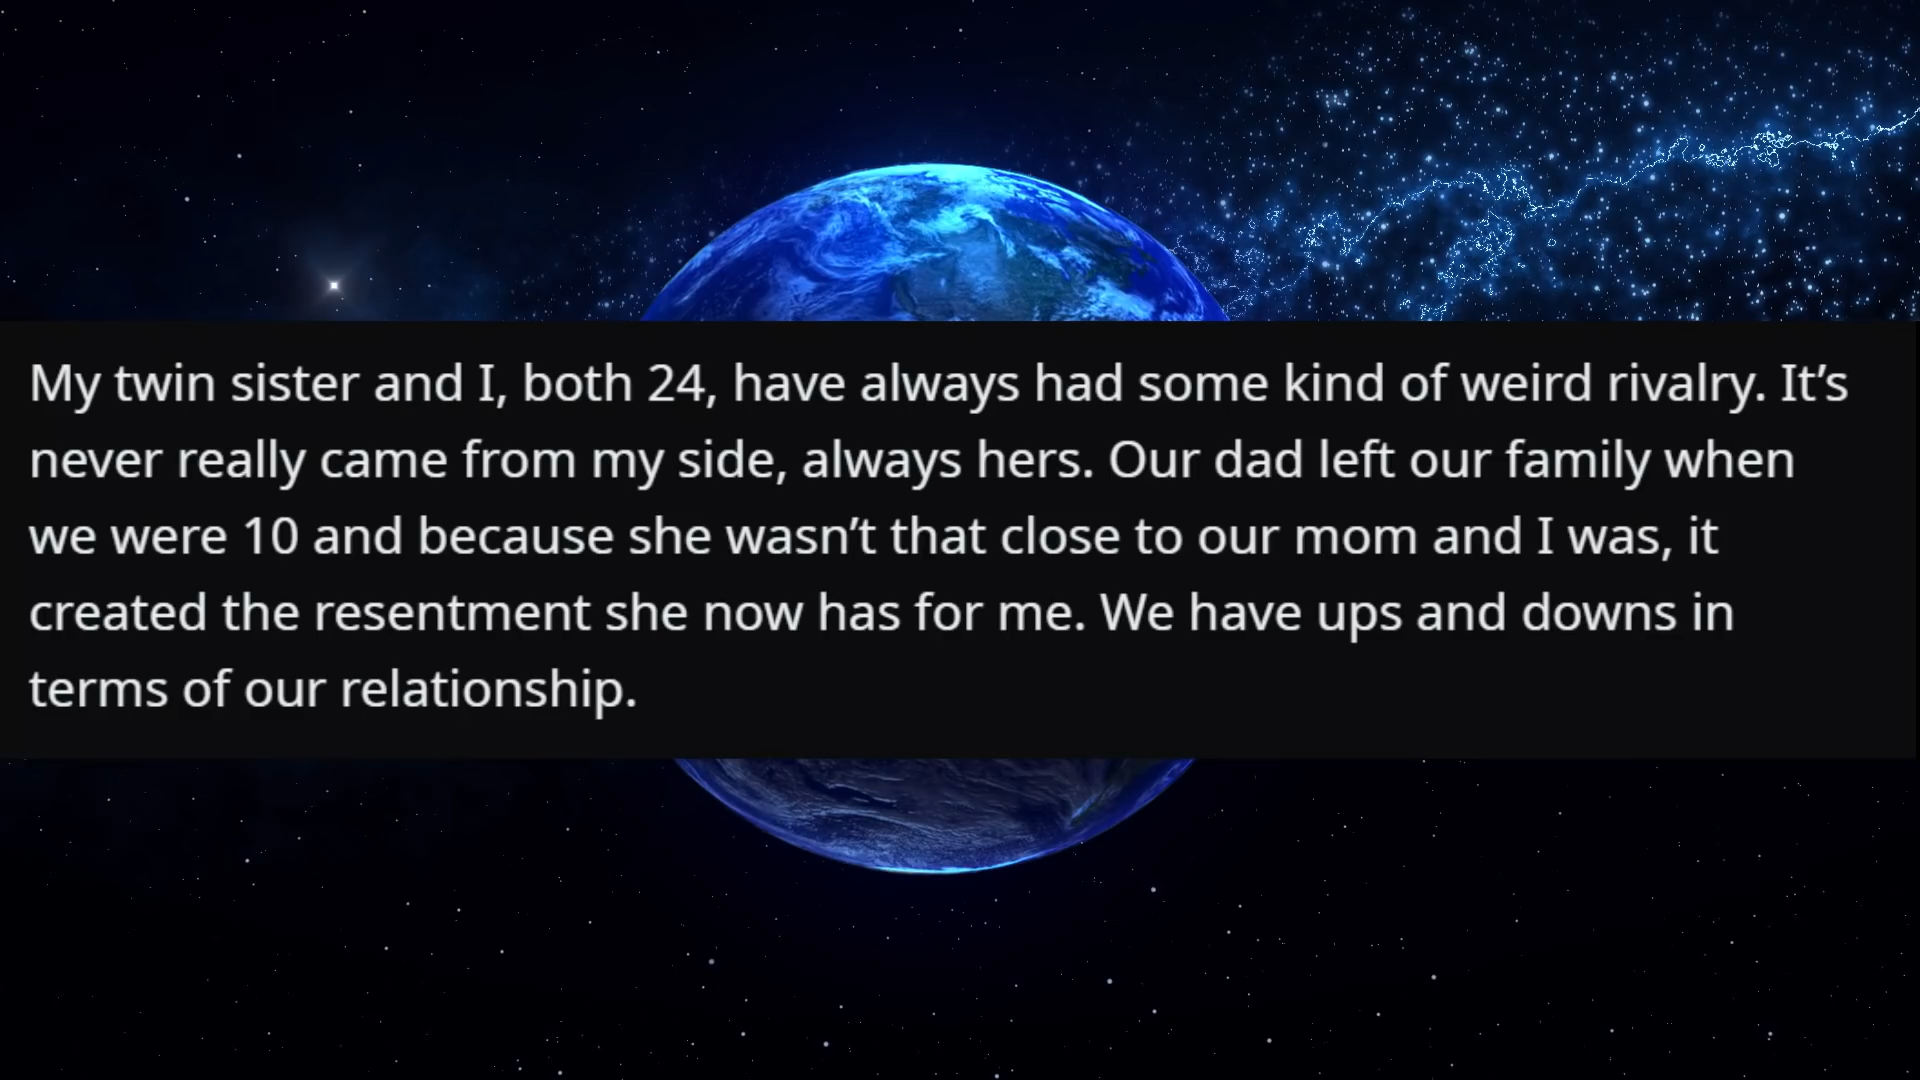 My twin sister and I, both 24, have always had some kind of weird rivalry. It’s
never really came from my side, always hers. Our dad left our family when
we were 10 and because she wasn’t that close to our mom and I was, it
created the resentment she now has for me. We have ups and downs in
terms of our relationship.